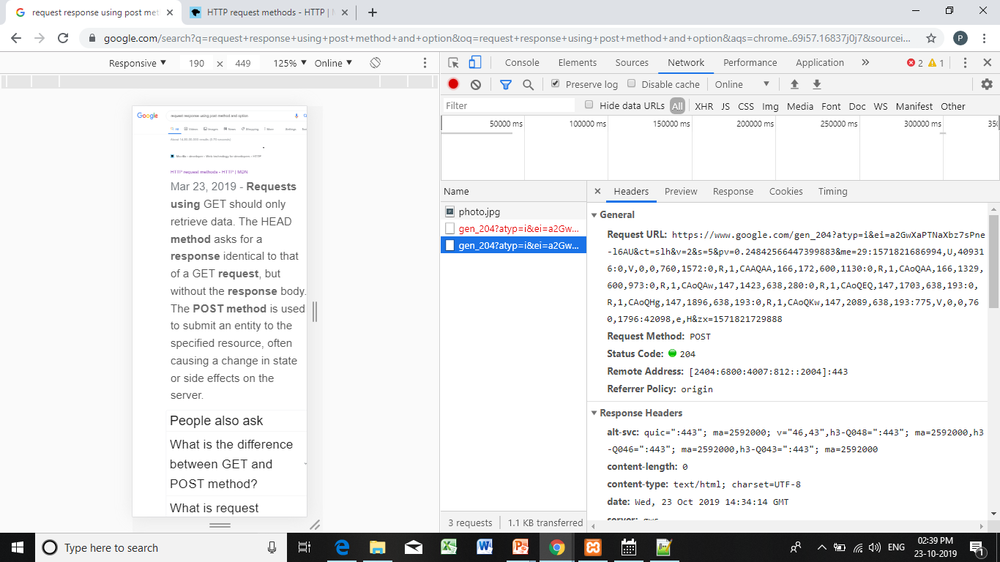 request response using post met
HTTP request methods - HTTP | M
google.com/search?q=request+response+using+post+method+and+option&oq=request+response+using+post+method+and+option&aqs=chrome..69i57.16837j0j7&sourcei...
P
Responsive ▼ 190 × 449 125% ▼ Online ▼
Console Elements Sources Network Performance Application » 2 1
Preserve log Disable cache Online ▼
Filter Hide data URLs All XHR JS CSS Img Media Font Doc WS Manifest Other
50000 ms 100000 ms 150000 ms 200000 ms 250000 ms 300000 ms 350
Google request response using post method and option
All Videos Images News Shopping More Settings
HTTP request methods - HTTP | MDN
Mar 23, 2019 - Requests
using GET should only
retrieve data. The HEAD
method asks for a
response identical to that
of a GET request, but
without the response body.
The POST method is used
to submit an entity to the
specified resource, often
causing a change in state
or side effects on the
server.
People also ask
What is the difference
between GET and
POST method?
What is request
Name
photo.jpg
gen_204?atyp=i&ei=a2Gw...
gen_204?atyp=i&ei=a2Gw...
3 requests 1.1 KB transferred
Headers Preview Response Cookies Timing
General
Request URL: https://www.google.com/gen_204?atyp=i&ei=a2GwXaPTNaXbz7sPne
-l6AU&ct=slh&v=2&s=5&pv=0.24842566447399883&me=29:1571821686994,U,40931
6:0,V,0,0,760,1572:0,R,1,CAAQAA,166,172,600,1130:0,R,1,CAoQAA,166,1329,
600,973:0,R,1,CAoQAw,147,1423,638,280:0,R,1,CAoQEQ,147,1703,638,193:0,
R,1,CAoQHg,147,1896,638,193:0,R,1,CAoQKw,147,2089,638,193:775,V,0,0,76
0,1796:42098,e,H&zx=1571821729888
Request Method: POST
Status Code: 204
Remote Address: [2404:6800:4007:812::2004]:443
Referrer Policy: origin
Response Headers
alt-svc: quic=":443"; ma=2592000; v="46,43",h3-Q048=":443"; ma=2592000,h3
-Q046=":443"; ma=2592000,h3-Q043=":443"; ma=2592000
content-length: 0
content-type: text/html; charset=UTF-8
date: Wed, 23 Oct 2019 14:34:14 GMT
server: gws
Type here to search
ENG
02:39 PM
23-10-2019
1